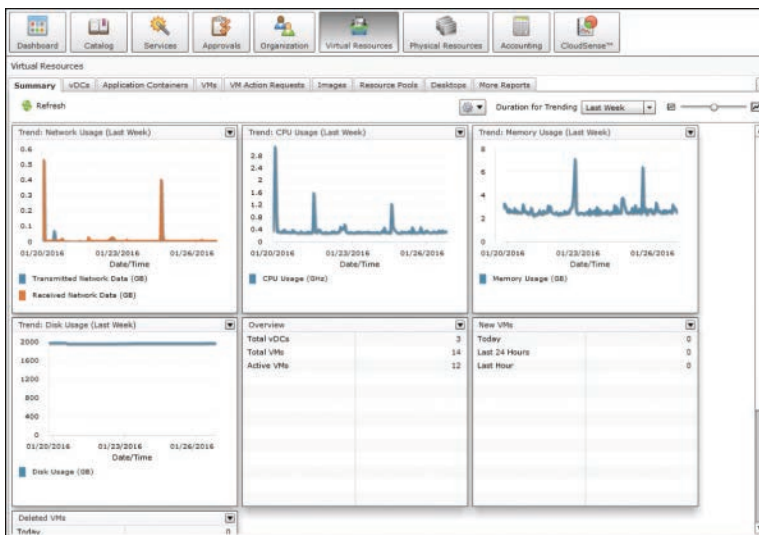 Dashboard Catalog Services Approvals Organization Virtual Resources Physical Resources Accounting CloudSense™
Virtual Resources
Summary vDCs Application Containers VMs VM Action Requests Images Resource Pools Desktops More Reports
Refresh Duration for Trending Last Week
Trend: Network Usage (Last Week)
0.6
0.5
0.4
0.3
0.2
0.1
0
01/20/2016 01/23/2016 01/26/2016
Date/Time
Transmitted Network Data (GB)
Received Network Data (GB)
Trend: CPU Usage (Last Week)
2.8
2.4
2
1.6
1.2
0.8
0.4
0
01/20/2016 01/23/2016 01/26/2016
Date/Time
CPU Usage (GHz)
Trend: Memory Usage (Last Week)
8
6
4
2
0
01/20/2016 01/23/2016 01/26/2016
Date/Time
Memory Usage (GB)
Trend: Disk Usage (Last Week)
2000
1600
1200
800
400
0
01/20/2016 01/23/2016 01/26/2016
Date/Time
Disk Usage (GB)
Overview
Total vDCs 3
Total VMs 14
Active VMs 12
New VMs
Today 0
Last 24 Hours 0
Last Hour 0
Deleted VMs
Today 0